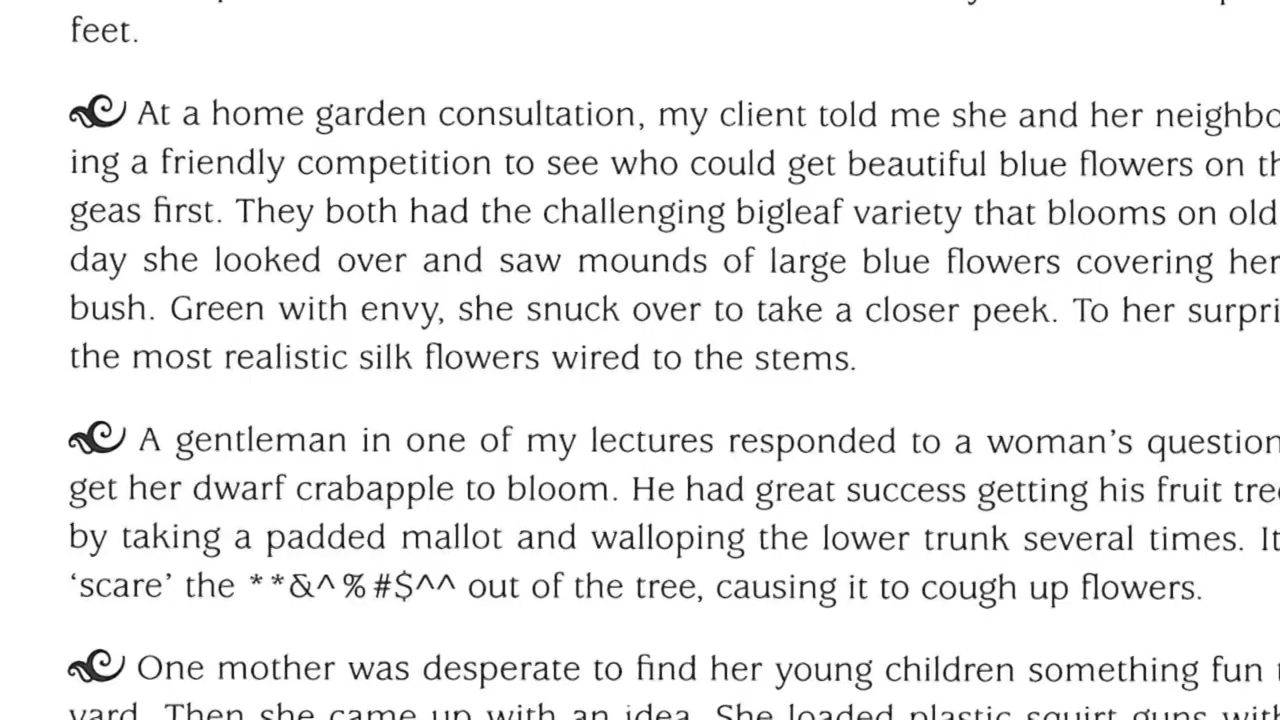 feet.
At a home garden consultation, my client told me she and her neighbo
ing a friendly competition to see who could get beautiful blue flowers on th
geas first. They both had the challenging bigleaf variety that blooms on old
day she looked over and saw mounds of large blue flowers covering her
bush. Green with envy, she snuck over to take a closer peek. To her surpri
the most realistic silk flowers wired to the stems.
A gentleman in one of my lectures responded to a woman's question
get her dwarf crabapple to bloom. He had great success getting his fruit tree
by taking a padded mallot and walloping the lower trunk several times. It
‘scare’ the **&^%#$^^ out of the tree, causing it to cough up flowers.
One mother was desperate to find her young children something fun
yard. Then she came up with an idea. She loaded plastic squirt guns with